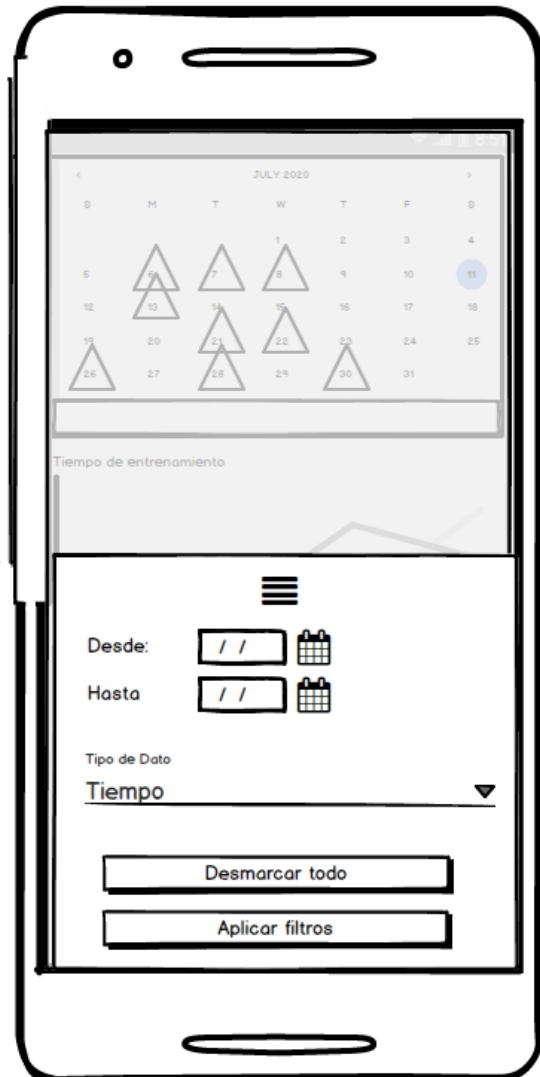 8:51
< JULY 2020 >
S M T W T F S
1 2 3 4
5 6 7 8 9 10 11
12 13 14 15 16 17 18
19 20 21 22 23 24 25
26 27 28 29 30 31
Tiempo de entrenamiento
Desde: / /
Hasta / /
Tipo de Dato
Tiempo
Desmarcar todo
Aplicar filtros